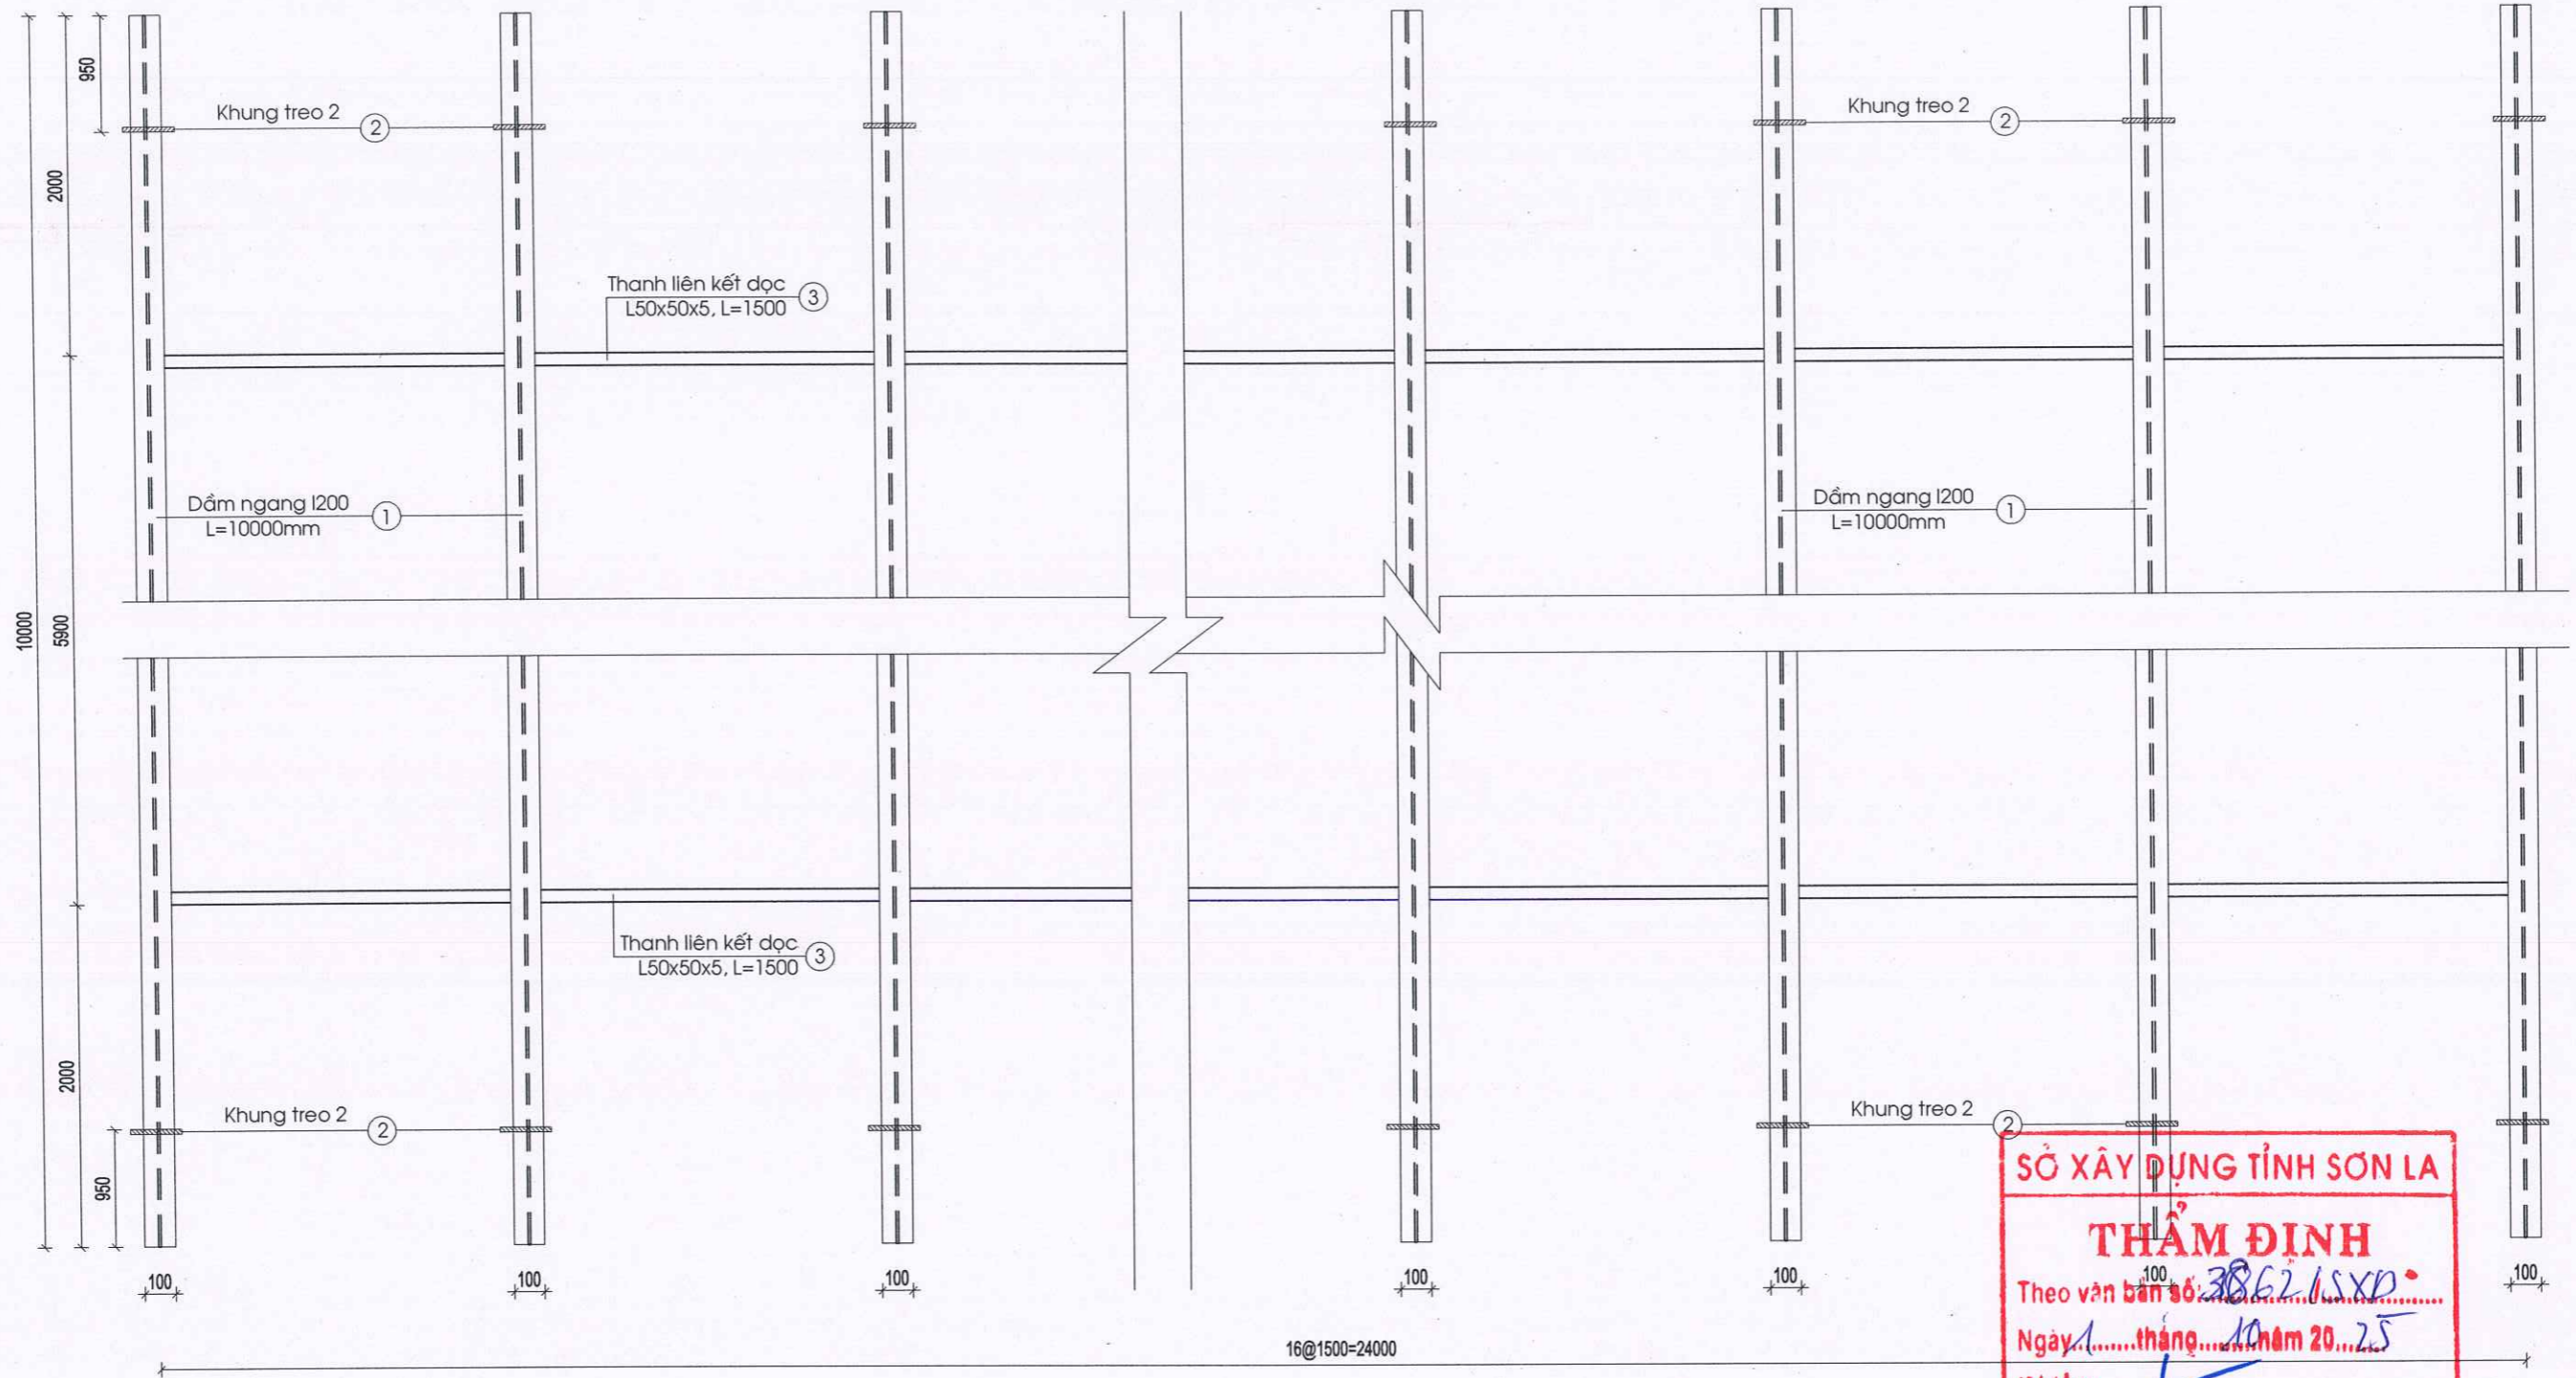 950
Khung treo 2
2
Khung treo 2
2
2000
Thanh liên kết dọc
L50x50x5, L=1500
3
Dầm ngang I200
L=10000mm
1
Dầm ngang I200
L=10000mm
1
10000
5900
Thanh liên kết dọc
L50x50x5, L=1500
3
2000
Khung treo 2
2
Khung treo 2
2
950
100
100
100
100
100
100
100
16@1500=24000
SỞ XÂY DỰNG TỈNH SƠN LA
THẨM ĐỊNH
Theo văn bản số: 3862/SXD
Ngày 1 tháng 10 năm 20 25